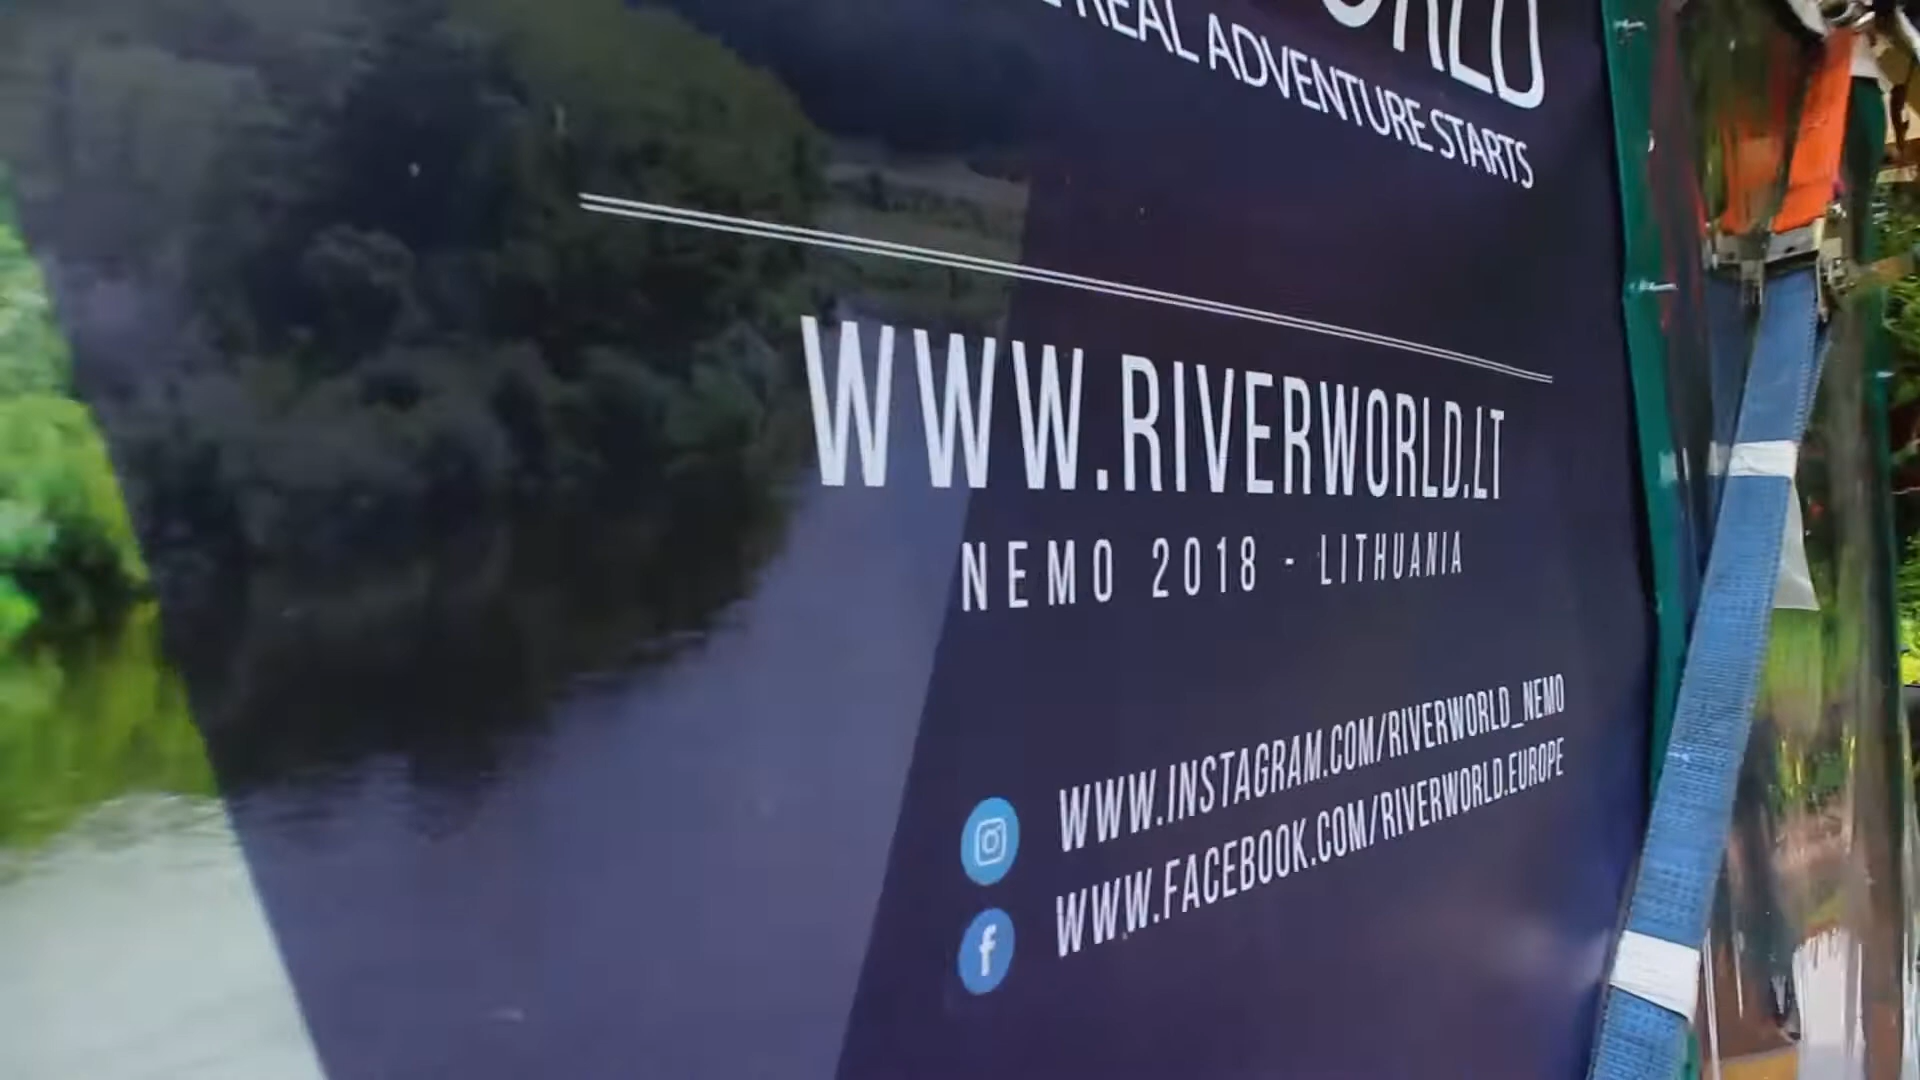 REAL ADVENTURE STARTS
WWW.RIVERWORLD.LT
NEMO 2018 - LITHUANIA
WWW.INSTAGRAM.COM/RIVERWORLD_NEMO
WWW.FACEBOOK.COM/RIVERWORLD.EUROPE